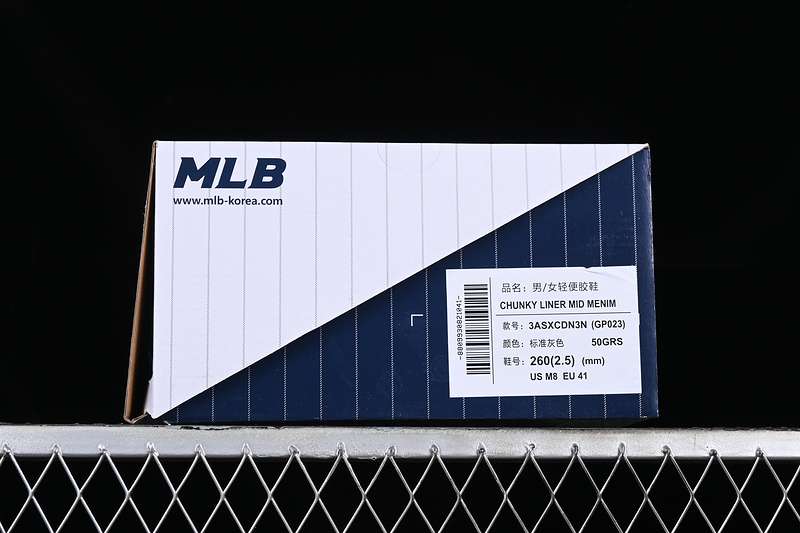 MLB
www.mlb-korea.com
品名：男/女轻便胶鞋
CHUNKY LINER MID MENIM
款号：3ASXCDN3N (GP023)
颜色：标准灰色 50GRS
鞋号：260(2.5) (mm)
US M8 EU 41
-8809930821041-